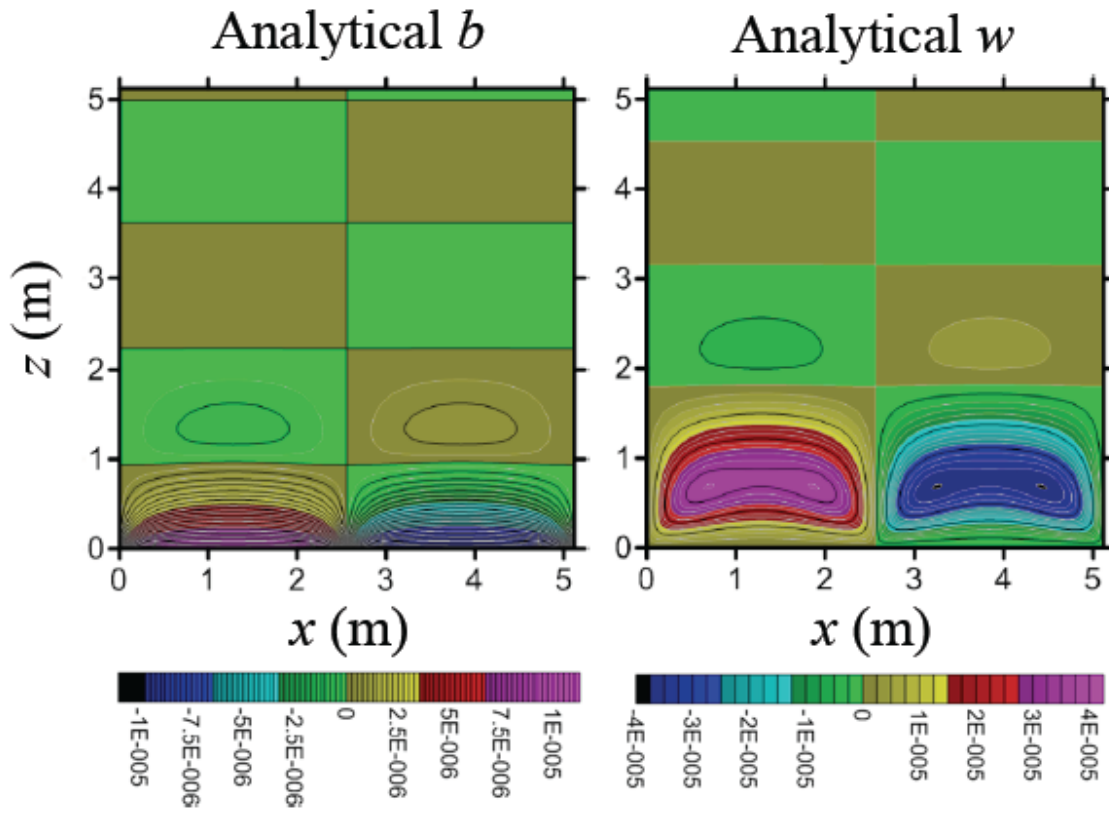 Analytical b
Analytical w
z (m)
5
4
3
2
1
0
0 1 2 3 4 5
x (m)
5
4
3
2
1
0
0 1 2 3 4 5
x (m)
-1E-005
-7.5E-006
-5E-006
-2.5E-006
0
2.5E-006
5E-006
7.5E-006
1E-005
-4E-005
-3E-005
-2E-005
-1E-005
0
1E-005
2E-005
3E-005
4E-005